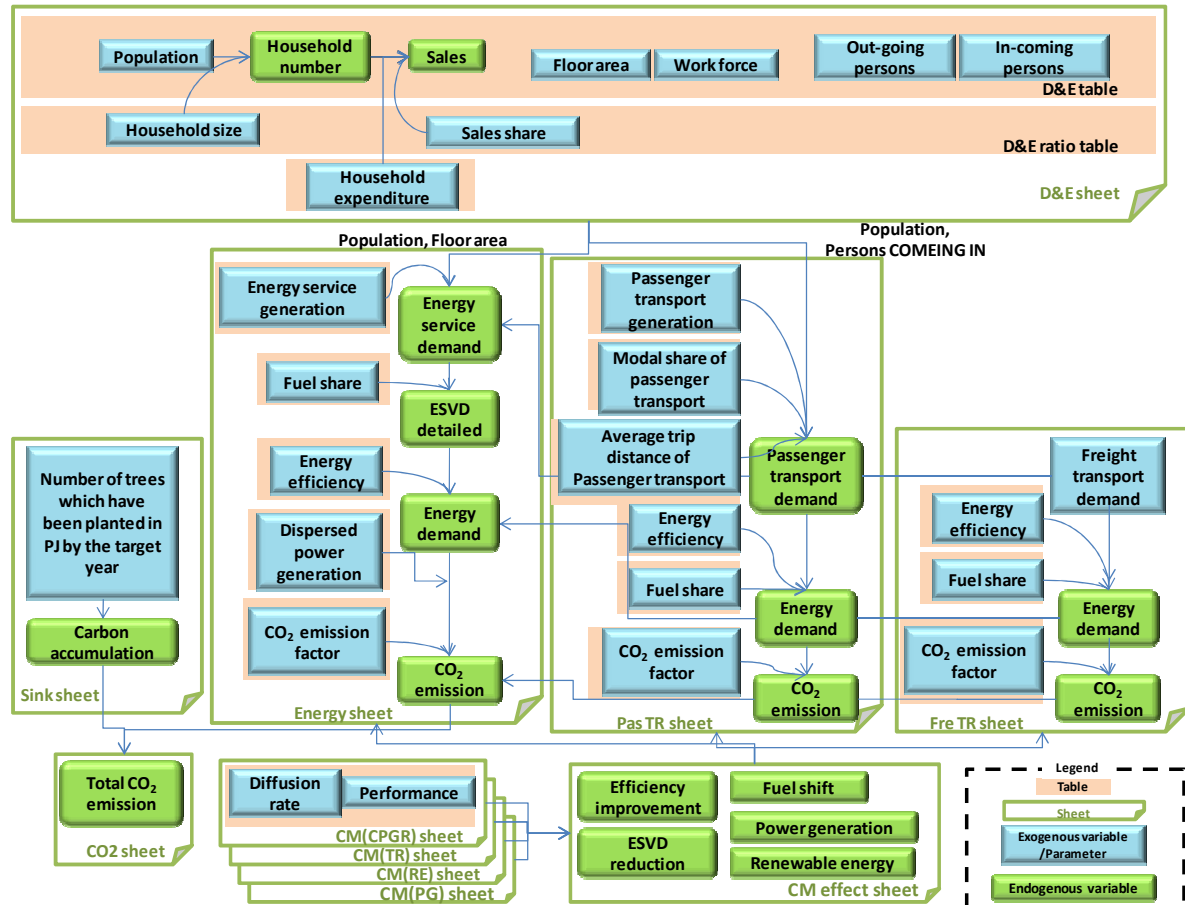 Population
Household
number
Sales
Floor area
Work force
Out-going
persons
In-coming
persons
D&E table
Household size
Sales share
D&E ratio table
Household
expenditure
D&E sheet
Population, Floor area
Population,
Persons COMEING IN
Energy service
generation
Energy
service
demand
Fuel share
ESVD
detailed
Energy
efficiency
Energy
demand
Dispersed
power
generation
CO2 emission
factor
CO2
emission
Energy sheet
Passenger
transport
generation
Modal share of
passenger
transport
Average trip
distance of
Passenger transport
Passenger
transport
demand
Energy
efficiency
Fuel share
Energy
demand
CO2 emission
factor
CO2
emission
Pas TR sheet
Freight
transport
demand
Energy
efficiency
Fuel share
Energy
demand
CO2 emission
factor
CO2
emission
Fre TR sheet
Number of trees
which have
been planted in
PJ by the target
year
Carbon
accumulation
Sink sheet
Total CO2
emission
CO2 sheet
Diffusion
rate
Performance
CM(CPGR) sheet
CM(TR) sheet
CM(RE) sheet
CM(PG) sheet
Efficiency
improvement
Fuel shift
ESVD
reduction
Power generation
Renewable energy
CM effect sheet
Legend
Table
Sheet
Exogenous variable
/Parameter
Endogenous variable